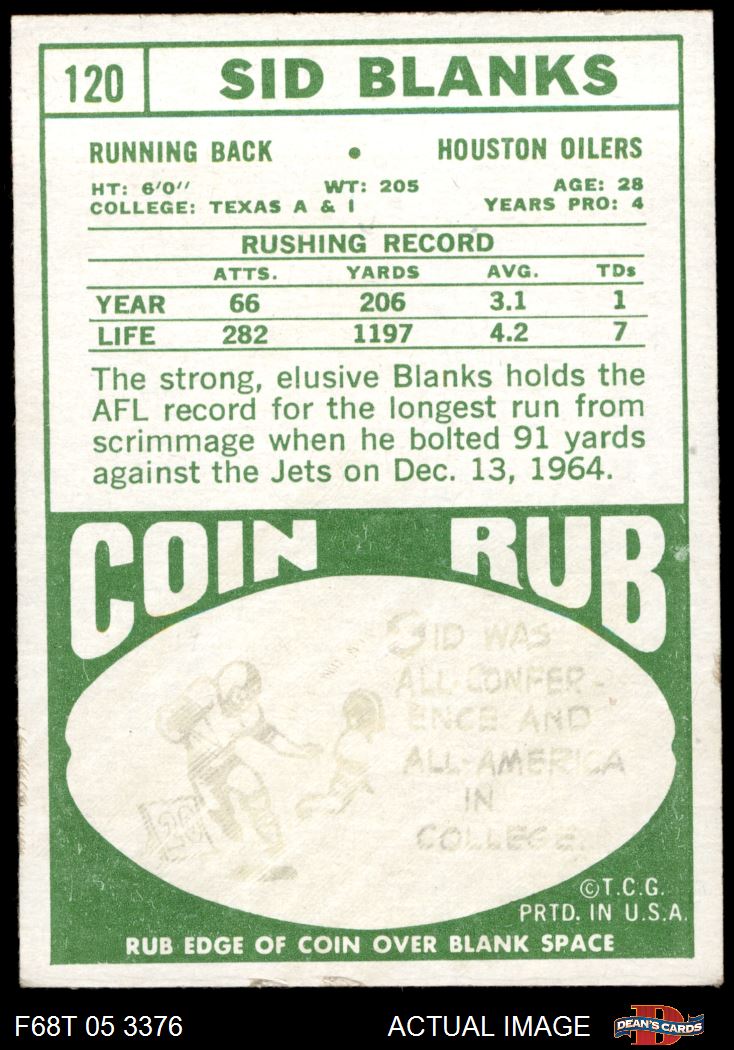 120 SID BLANKS
RUNNING BACK • HOUSTON OILERS
HT: 6'0" WT: 205 AGE: 28
COLLEGE: TEXAS A & I YEARS PRO: 4
RUSHING RECORD
ATTS. YARDS AVG. TDs
YEAR 66 206 3.1 1
LIFE 282 1197 4.2 7
The strong, elusive Blanks holds the
AFL record for the longest run from
scrimmage when he bolted 91 yards
against the Jets on Dec. 13, 1964.
COIN RUB
SID WAS
ALL-CONFER-
ENCE AND
ALL-AMERICA
IN
COLLEGE.
20
©T.C.G.
PRTD. IN U.S.A.
RUB EDGE OF COIN OVER BLANK SPACE
F68T 05 3376 ACTUAL IMAGE D DEAN'S CARDS